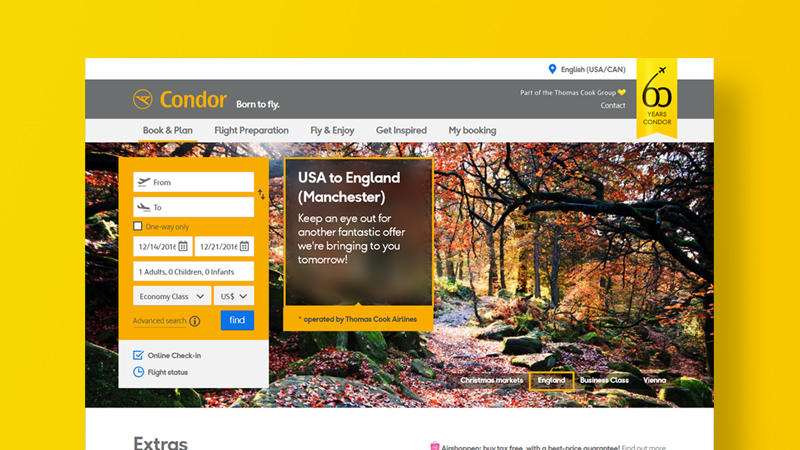 English (USA/CAN)
Condor Born to fly.
Part of the Thomas Cook Group
Contact
60
YEARS
CONDOR
Book & Plan Flight Preparation Fly & Enjoy Get Inspired My booking
From
To
One-way only
12/14/2016 12/21/2016
1 Adults, 0 Children, 0 Infants
Economy Class US$
Advanced search find
Online Check-in
Flight status
USA to England
(Manchester)
Keep an eye out for
another fantastic offer
we're bringing to you
tomorrow!
* operated by Thomas Cook Airlines
Christmas markets England Business Class Vienna
Extras
Airshoppen: buy tax free, with a best-price guarantee! Find out more